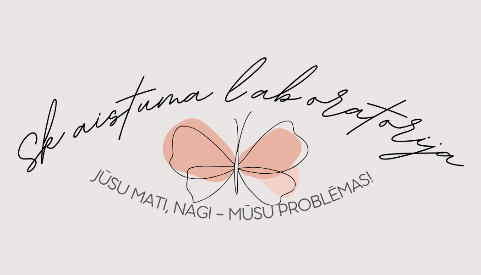 skaistuma laboratorija
JŪSU MATI, NAGI – MŪSU PROBLĒMAS!